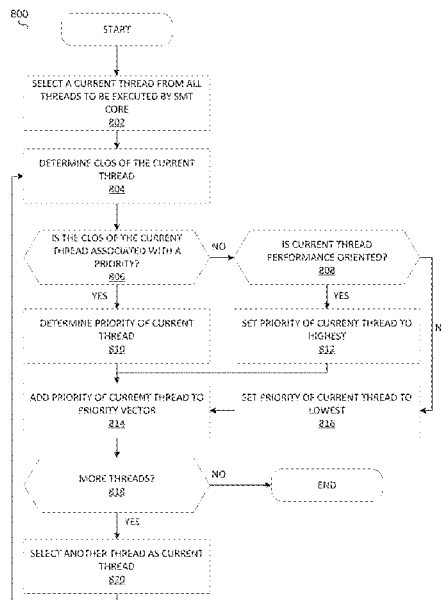 800
START
SELECT A CURRENT THREAD FROM ALL
THREADS TO BE EXECUTED BY SMT
CORE
802
DETERMINE CLOS OF THE CURRENT
THREAD
804
IS THE CLOS OF THE CURRENT
THREAD ASSOCIATED WITH A
PRIORITY?
806
NO
IS CURRENT THREAD
PERFORMANCE ORIENTED?
808
YES
YES
N
DETERMINE PRIORITY OF CURRENT
THREAD
810
SET PRIORITY OF CURRENT THREAD TO
HIGHEST
812
ADD PRIORITY OF CURRENT THREAD TO
PRIORITY VECTOR
814
SET PRIORITY OF CURRENT THREAD TO
LOWEST
816
MORE THREADS?
818
NO
END
YES
SELECT ANOTHER THREAD AS CURRENT
THREAD
820